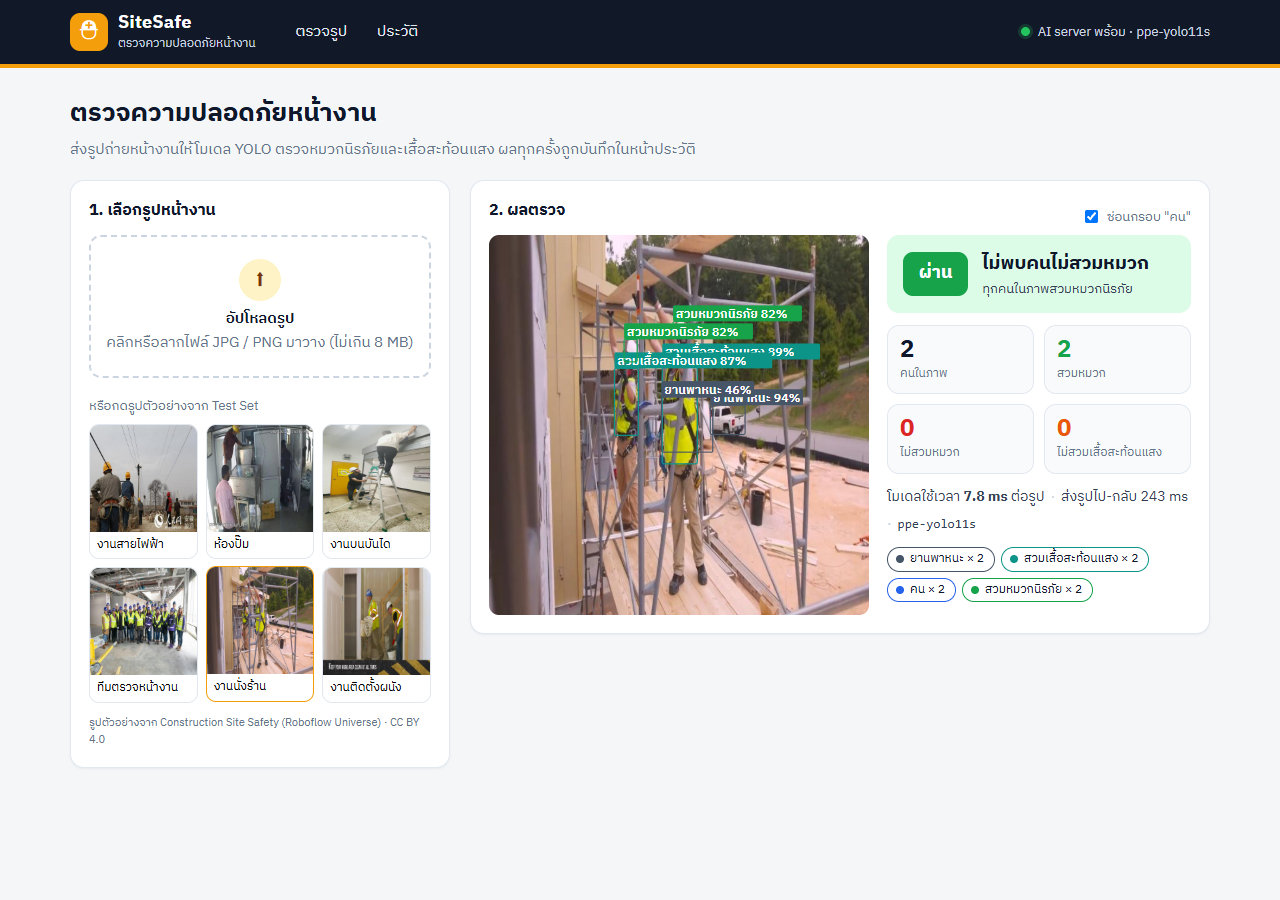 SiteSafe
ตรวจความปลอดภัยหน้างาน
ตรวจรูป
ประวัติ
AI server พร้อม · ppe-yolo11s
ตรวจความปลอดภัยหน้างาน
ส่งรูปถ่ายหน้างานให้โมเดล YOLO ตรวจหมวกนิรภัยและเสื้อสะท้อนแสง ผลทุกครั้งถูกบันทึกในหน้าประวัติ
1. เลือกรูปหน้างาน
อัปโหลดรูป
คลิกหรือลากไฟล์ JPG / PNG มาวาง (ไม่เกิน 8 MB)
หรือกดรูปตัวอย่างจาก Test Set
งานสายไฟฟ้า
ห้องปั๊ม
งานบนบันได
ทีมตรวจหน้างาน
งานนั่งร้าน
งานติดตั้งผนัง
รูปตัวอย่างจาก Construction Site Safety (Roboflow Universe) · CC BY
4.0
2. ผลตรวจ
ซ่อนกรอบ "คน"
สวมหมวกนิรภัย 82%
สวมหมวกนิรภัย 82%
สวมเสื้อสะท้อนแสง 89%
สวมเสื้อสะท้อนแสง 87%
ยานพาหนะ 46%
ยานพาหนะ 94%
ผ่าน
ไม่พบคนไม่สวมหมวก
ทุกคนในภาพสวมหมวกนิรภัย
2
คนในภาพ
2
สวมหมวก
0
ไม่สวมหมวก
0
ไม่สวมเสื้อสะท้อนแสง
โมเดลใช้เวลา 7.8 ms ต่อรูป · ส่งรูปไป-กลับ 243 ms
· ppe-yolo11s
ยานพาหนะ × 2
สวมเสื้อสะท้อนแสง × 2
คน × 2
สวมหมวกนิรภัย × 2